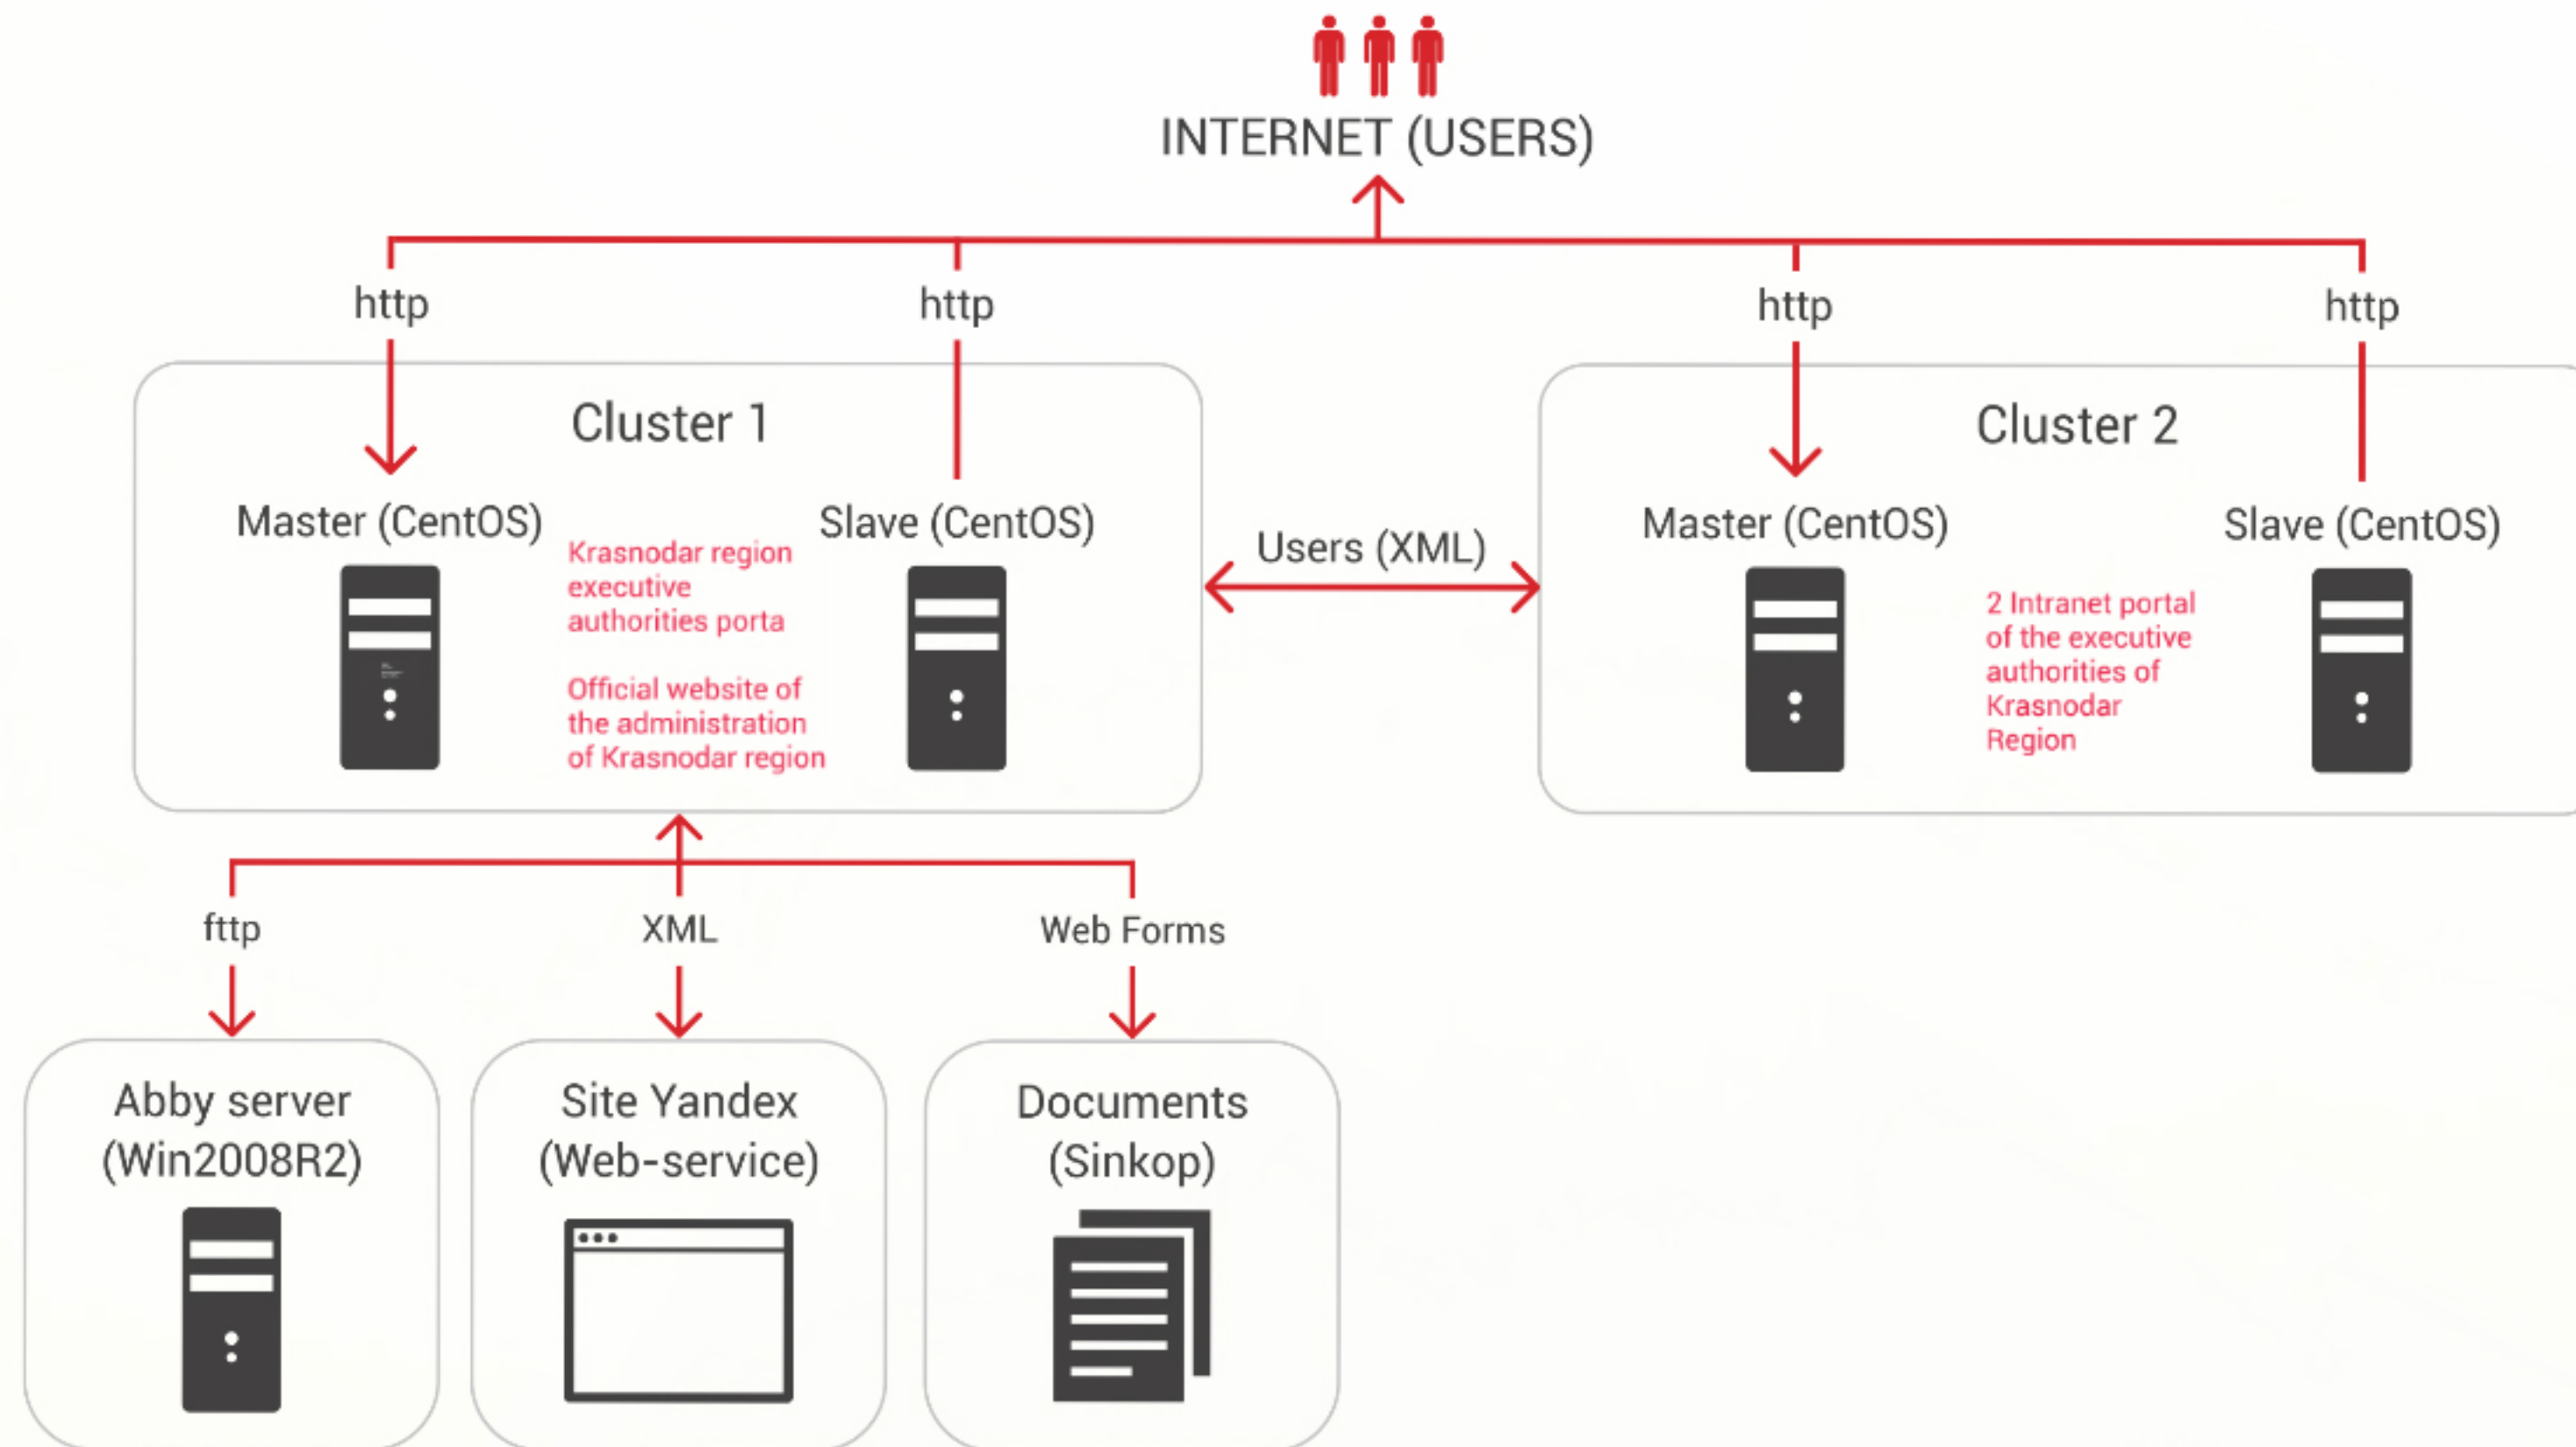 INTERNET (USERS)
http
http
http
http
Cluster 1
Master (CentOS)
Krasnodar region
executive
authorities porta
Official website of
the administration
of Krasnodar region
Slave (CentOS)
Users (XML)
Cluster 2
Master (CentOS)
2 Intranet portal
of the executive
authorities of
Krasnodar
Region
Slave (CentOS)
fttp
XML
Web Forms
Abby server
(Win2008R2)
Site Yandex
(Web-service)
Documents
(Sinkop)